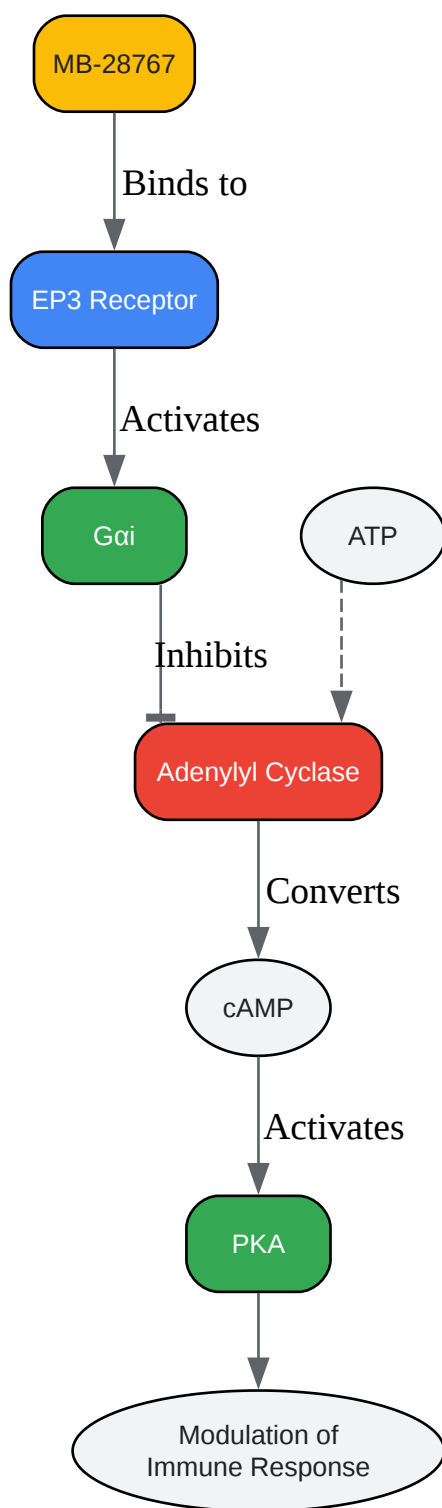 MB-28767
Binds to
EP3 Receptor
Activates
Gαi
ATP
Inhibits
Adenylyl Cyclase
Converts
cAMP
Activates
PKA
Modulation of
Immune Response